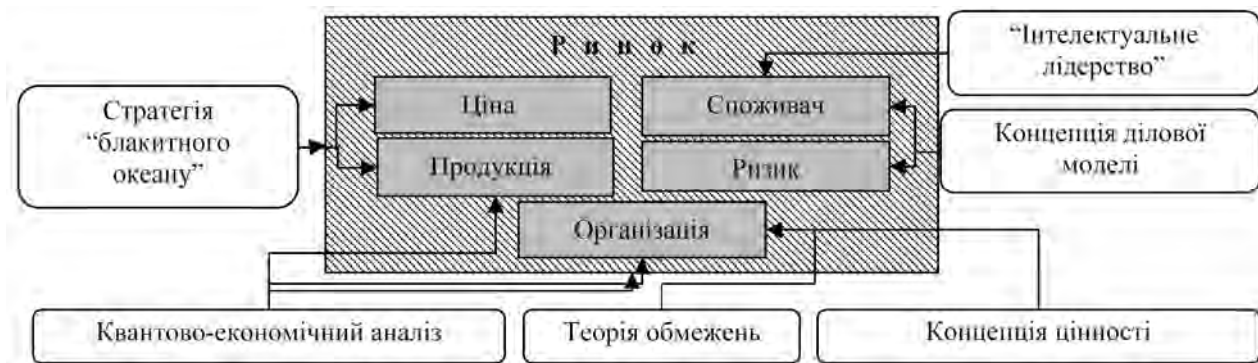 Ринок
“Інтелектуальне
лідерство”
Ціна
Споживач
Стратегія
“блакитного
океану”
Концепція ділової
моделі
Продукція
Ризик
Організація
Квантово-економічний аналіз
Теорія обмежень
Концепція цінності